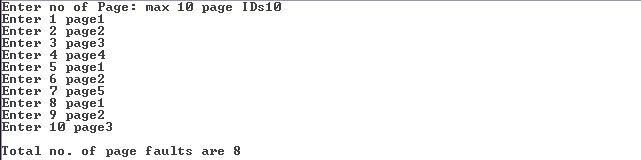 Enter no of Page: max 10 page IDs10
Enter 1 page1
Enter 2 page2
Enter 3 page3
Enter 4 page4
Enter 5 page1
Enter 6 page2
Enter 7 page5
Enter 8 page1
Enter 9 page2
Enter 10 page3
Total no. of page faults are 8